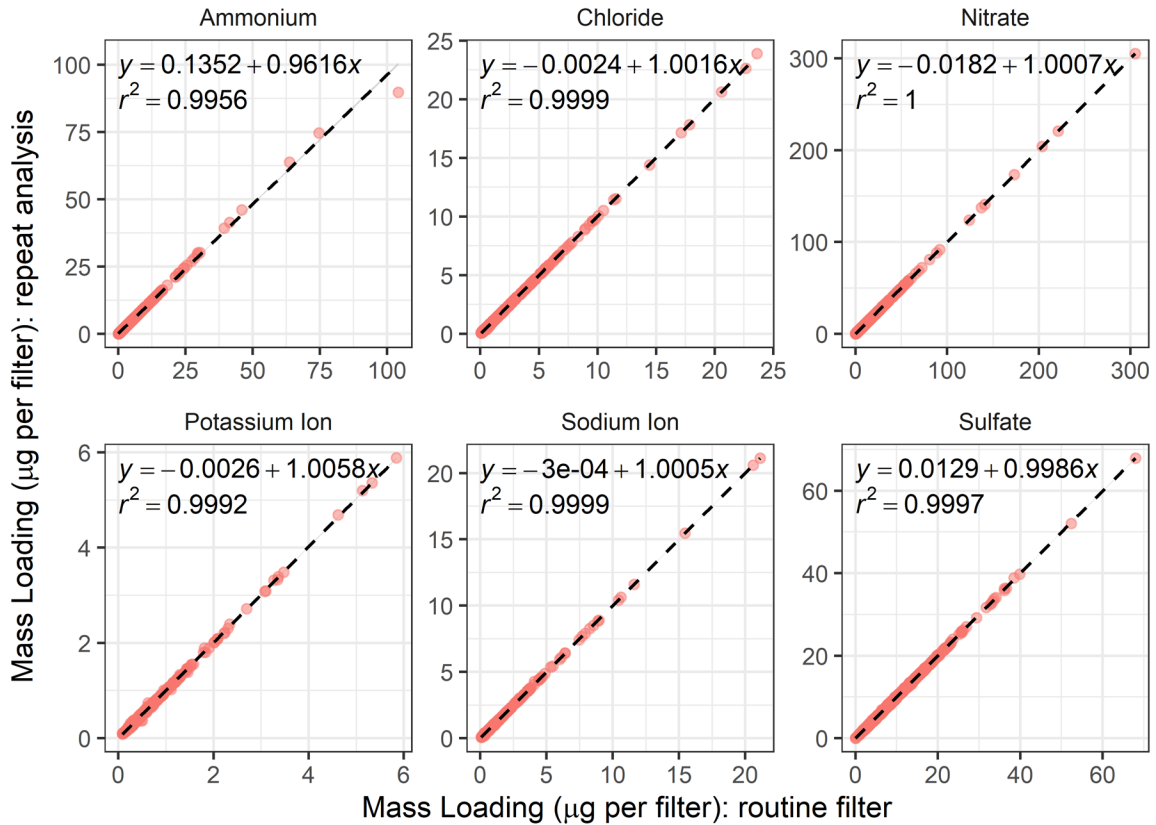 Ammonium
Chloride
Nitrate
y = 0.1352 + 0.9616x
r² = 0.9956
100
75
50
25
0
0 25 50 75 100
y = −0.0024 + 1.0016x
r² = 0.9999
25
20
15
10
5
0
0 5 10 15 20 25
y = −0.0182 + 1.0007x
r² = 1
300
200
100
0
0 100 200 300
Potassium Ion
Sodium Ion
Sulfate
y = −0.0026 + 1.0058x
r² = 0.9992
6
4
2
0
0 2 4 6
y = −3e-04 + 1.0005x
r² = 0.9999
20
15
10
5
0
0 5 10 15 20
y = 0.0129 + 0.9986x
r² = 0.9997
60
40
20
0
0 20 40 60
Mass Loading (μg per filter): repeat analysis
Mass Loading (μg per filter): routine filter